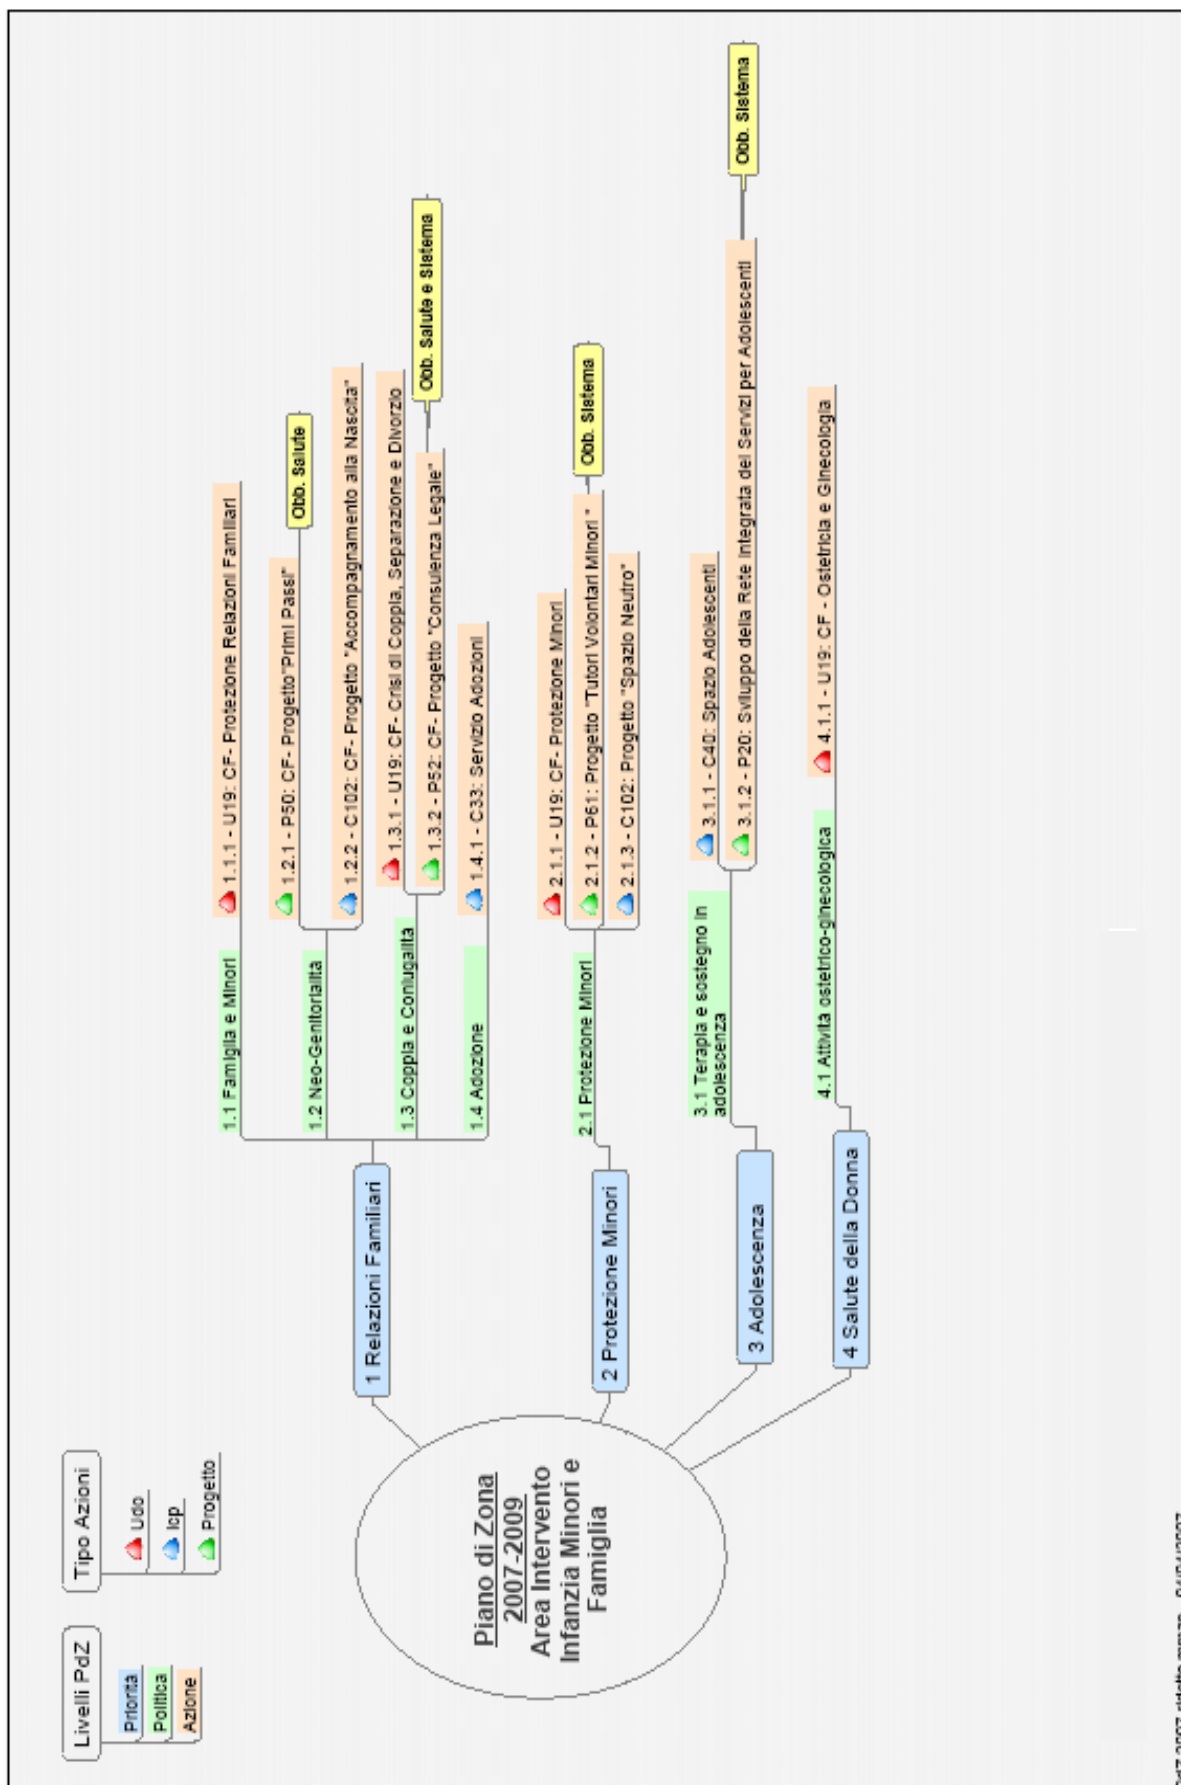 Livelli PdZ
Priorità
Politica
Azione
Tipo Azioni
Udo
Icp
Progetto
Piano di Zona
2007-2009
Area Intervento
Infanzia Minori e
Famiglia
1 Relazioni Familiari
1.1 Famiglia e Minori
1.1.1 - U19: CF- Protezione Relazioni Familiari
1.2 Neo-Genitorialità
1.2.1 - P50: CF- Progetto"Primi Passi"
Obb. Salute
1.2.2 - C102: CF- Progetto "Accompagnamento alla Nascita"
1.3 Coppia e Coniugalità
1.3.1 - U19: CF- Crisi di Coppia, Separazione e Divorzio
1.3.2 - P52: CF- Progetto "Consulenza Legale"
Obb. Salute e Sistema
1.4 Adozione
1.4.1 - C33: Servizio Adozioni
2 Protezione Minori
2.1 Protezione Minori
2.1.1 - U19: CF- Protezione Minori
2.1.2 - P61: Progetto "Tutori Volontari Minori "
Obb. Sistema
2.1.3 - C102: Progetto "Spazio Neutro"
3 Adolescenza
3.1 Terapia e sostegno in
adolescenza
3.1.1 - C40: Spazio Adolescenti
3.1.2 - P20: Sviluppo della Rete Integrata dei Servizi per Adolescenti
Obb. Sistema
4 Salute della Donna
4.1 Attività ostetrico-ginecologica
4.1.1 - U19: CF - Ostetricia e Ginecologia